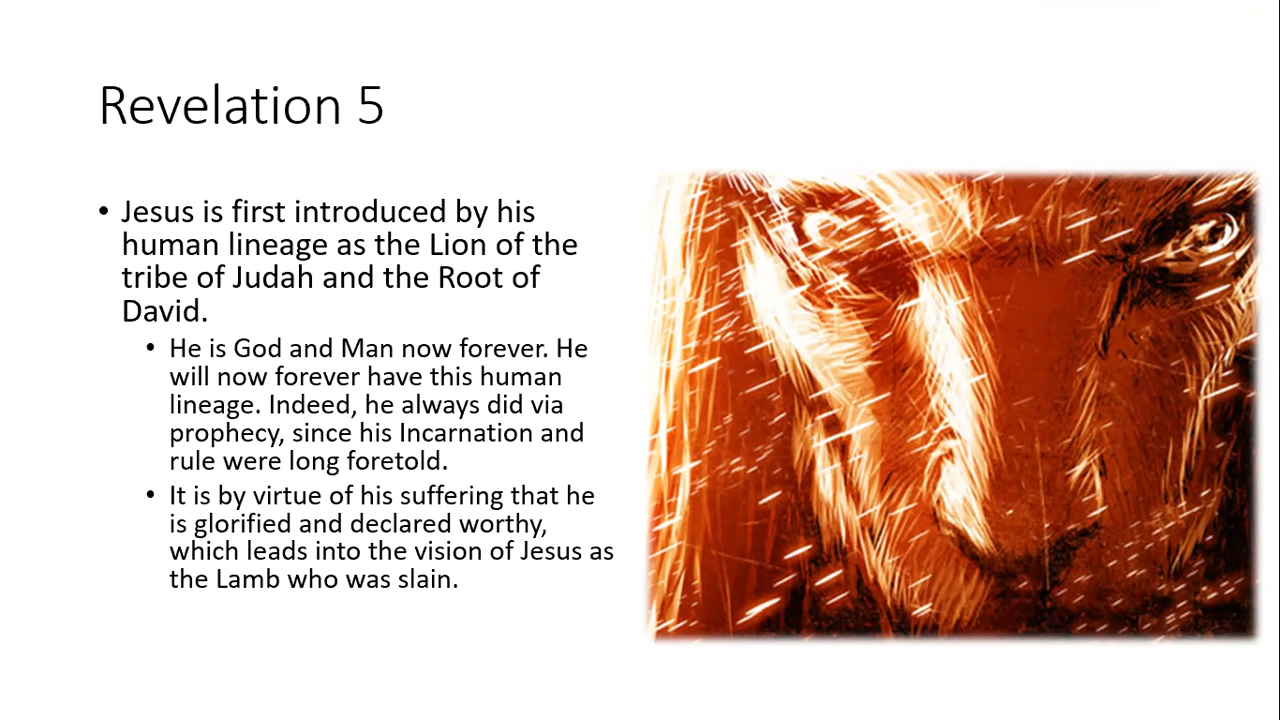 Revelation 5
• Jesus is first introduced by his
human lineage as the Lion of the
tribe of Judah and the Root of
David.
• He is God and Man now forever. He
will now forever have this human
lineage. Indeed, he always did via
prophecy, since his Incarnation and
rule were long foretold.
• It is by virtue of his suffering that he
is glorified and declared worthy,
which leads into the vision of Jesus as
the Lamb who was slain.